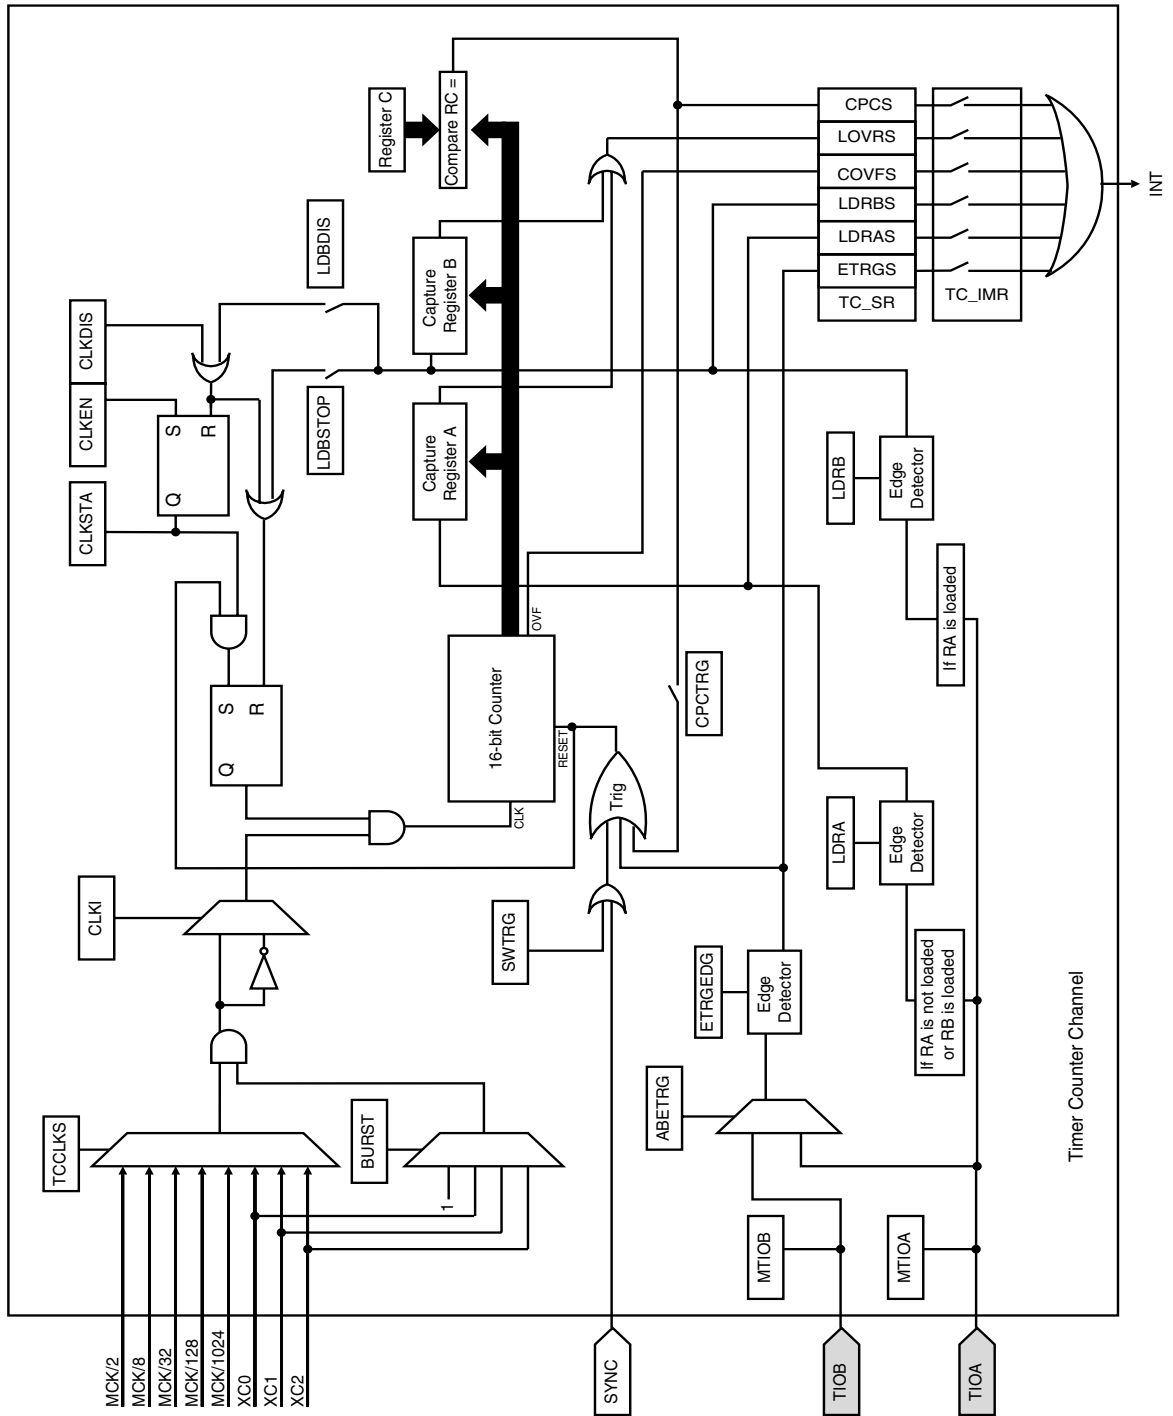 TCCLKS
MCK/2
MCK/8
MCK/32
MCK/128
MCK/1024
XC0
XC1
XC2
CLKI
CLKSTA
CLKEN
CLKDIS
Q
S
R
Q
S
R
BURST
1
LDBSTOP
LDBDIS
Register C
Capture
Register A
Capture
Register B
Compare RC =
16-bit Counter
CLK
OVF
RESET
SWTRG
SYNC
Trig
CPCTRG
ABETRG
ETRGEDG
Edge
Detector
MTIOB
TIOB
MTIOA
TIOA
LDRA
Edge
Detector
If RA is not loaded
or RB is loaded
LDRB
Edge
Detector
If RA is loaded
CPCS
LOVRS
COVFS
LDRBS
LDRAS
ETRGS
TC_SR
TC_IMR
INT
Timer Counter Channel